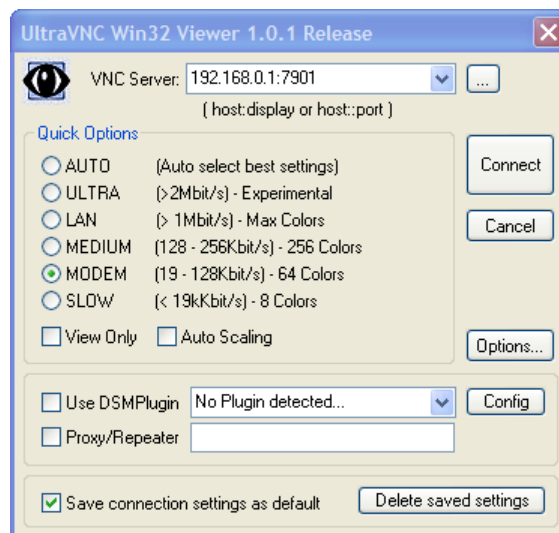 UltraVNC Win32 Viewer 1.0.1 Release
VNC Server: 192.168.0.1:7901 ...
( host:display or host::port )
Quick Options
AUTO (Auto select best settings)
ULTRA (>2Mbit/s) - Experimental
LAN (> 1Mbit/s) - Max Colors
MEDIUM (128 - 256Kbit/s) - 256 Colors
MODEM (19 - 128Kbit/s) - 64 Colors
SLOW (< 19kKbit/s) - 8 Colors
View Only Auto Scaling
Connect
Cancel
Options...
Use DSMPlugin No Plugin detected... Config
Proxy/Repeater
Save connection settings as default Delete saved settings